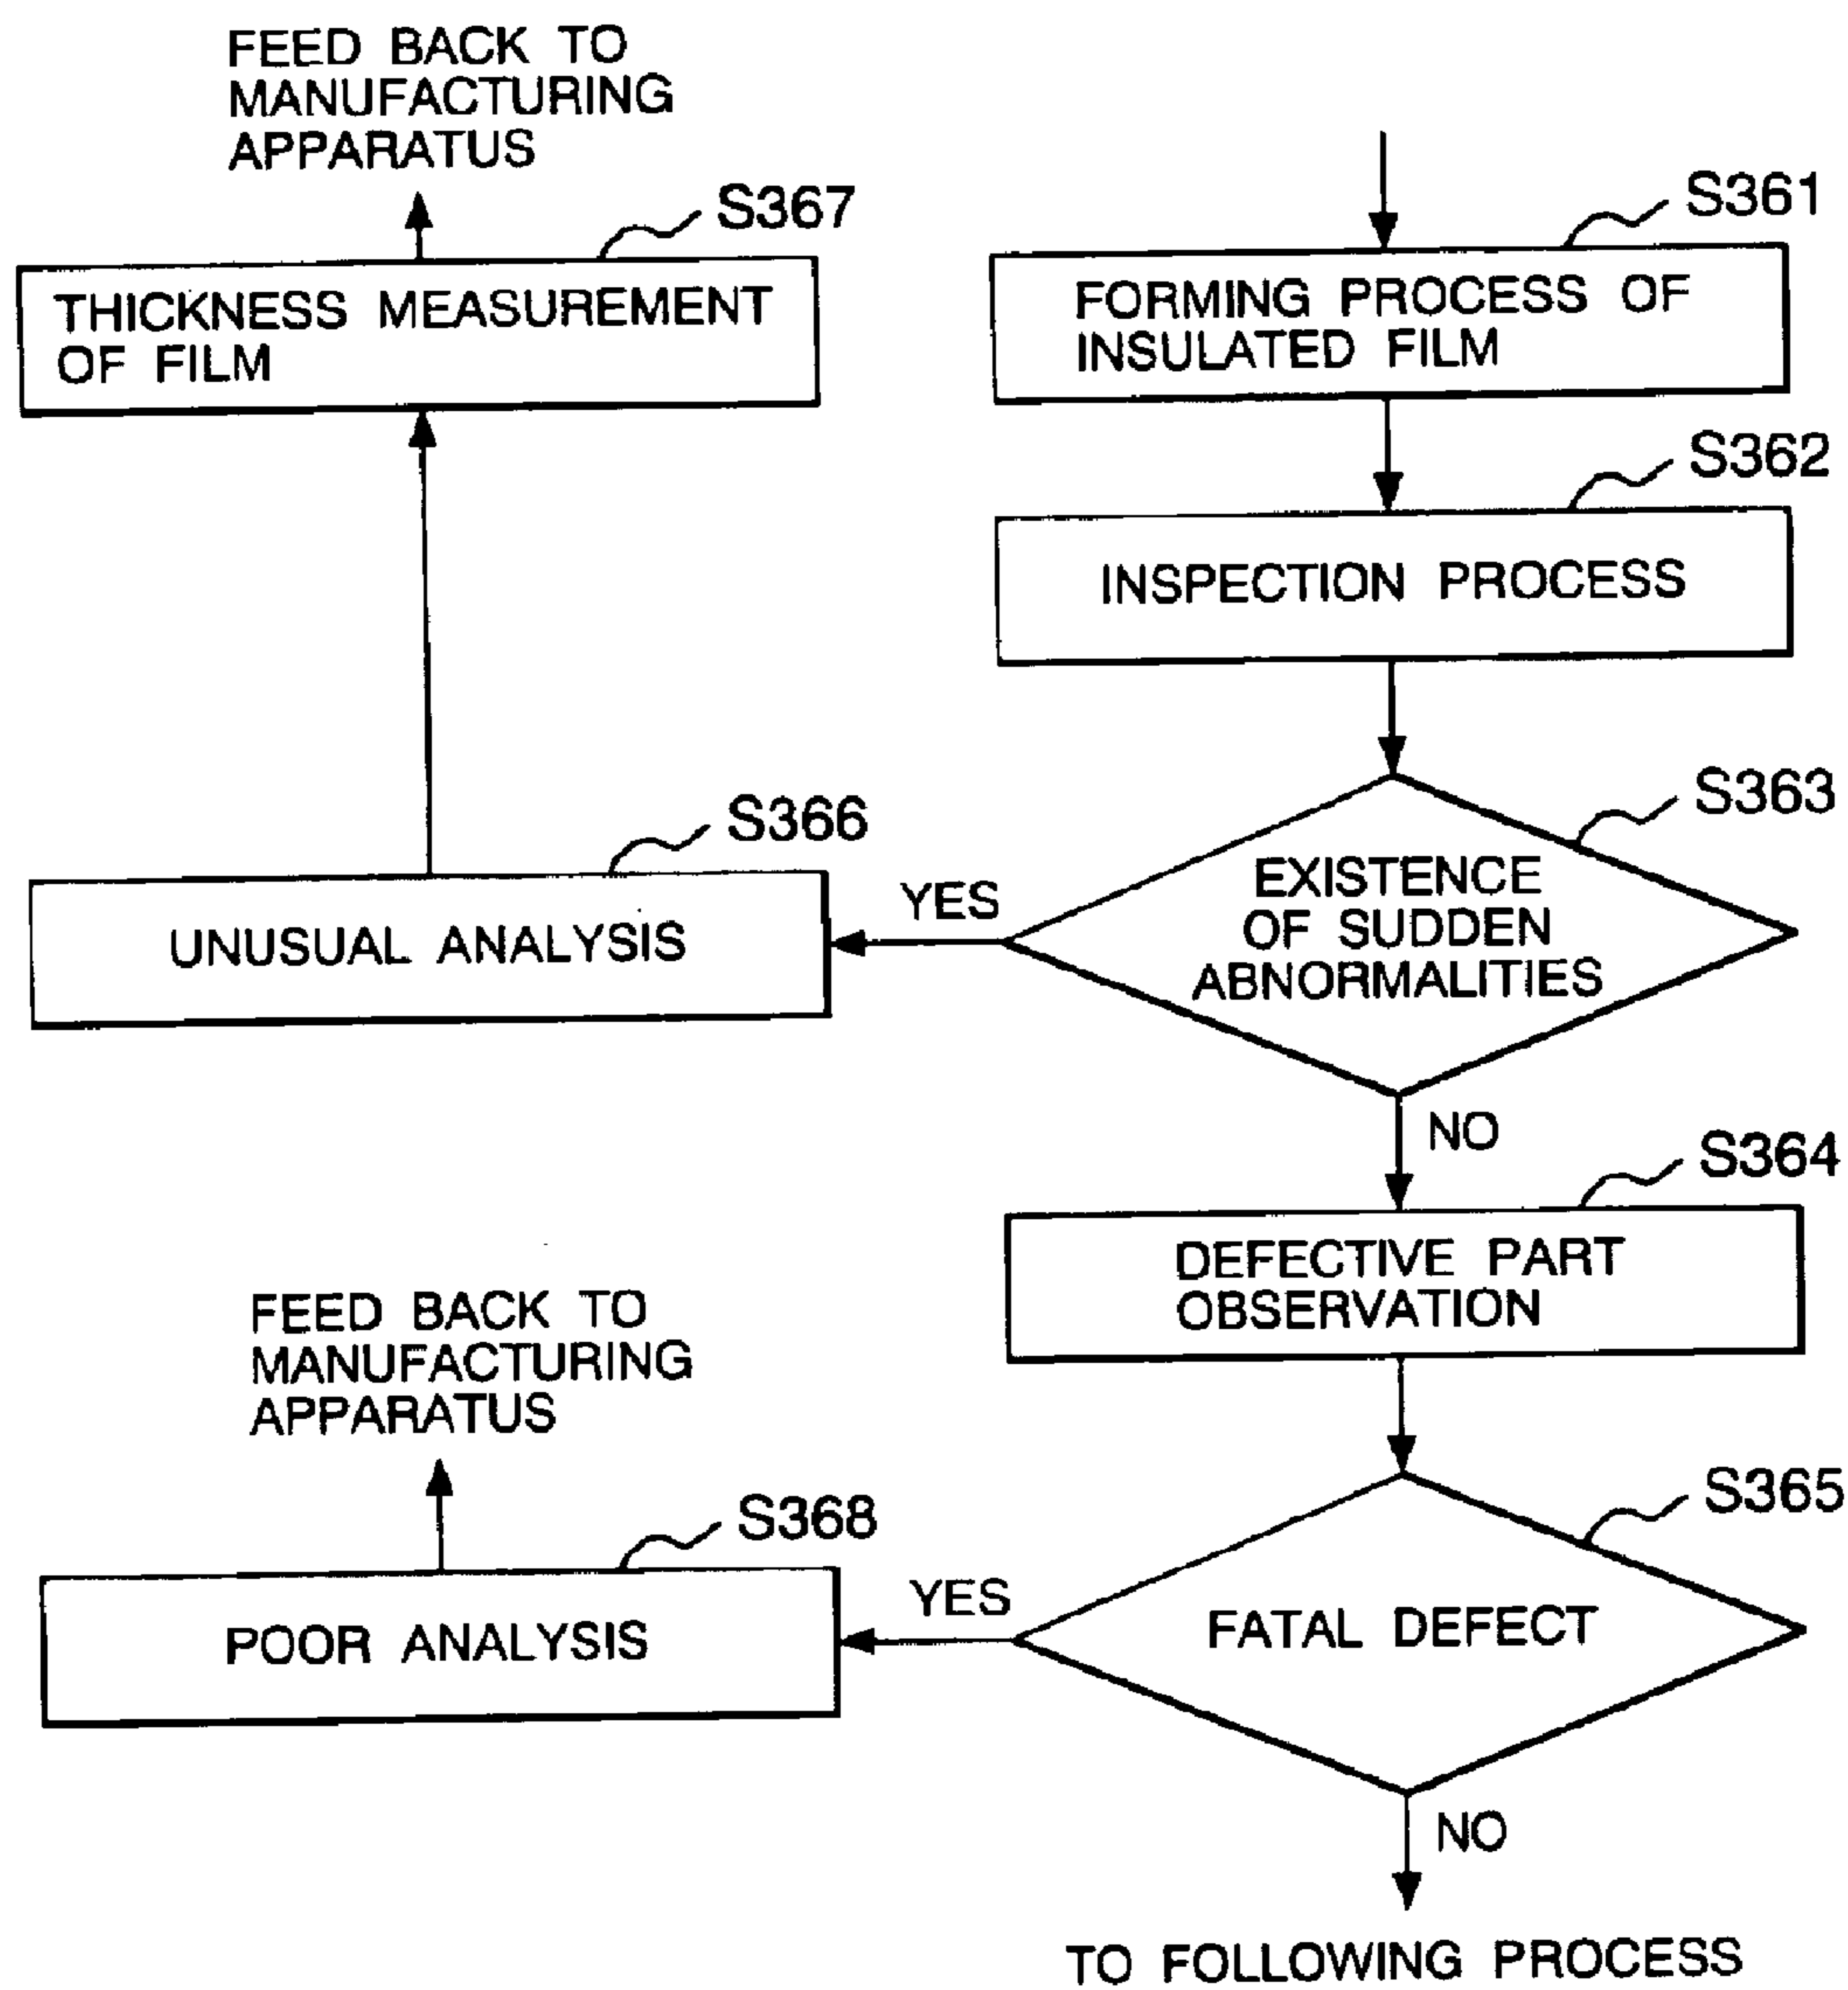 FEED BACK TO
MANUFACTURING
APPARATUS
S367
THICKNESS MEASUREMENT
OF FILM
S361
FORMING PROCESS OF
INSULATED FILM
S362
INSPECTION PROCESS
S363
EXISTENCE
OF SUDDEN
ABNORMALITIES
YES
S366
UNUSUAL ANALYSIS
NO
S364
DEFECTIVE PART
OBSERVATION
S365
FATAL DEFECT
YES
FEED BACK TO
MANUFACTURING
APPARATUS
S368
POOR ANALYSIS
NO
TO FOLLOWING PROCESS